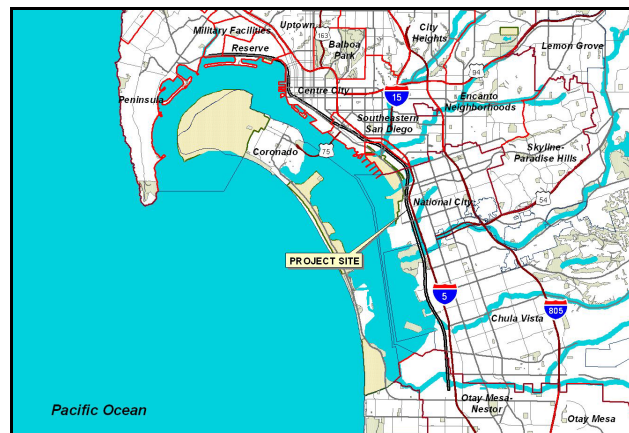 Uptown
City
Heights
Military Facilities
163
Balboa
Park
Reserve
Lemon Grove
94
Peninsula
Centre City
15
Encanto
Neighborhoods
Southeastern
San Diego
Coronado
75
Skyline-
Paradise Hills
National City
54
PROJECT SITE
5
805
Chula Vista
Otay Mesa-
Nestor
Pacific Ocean
Otay Mesa